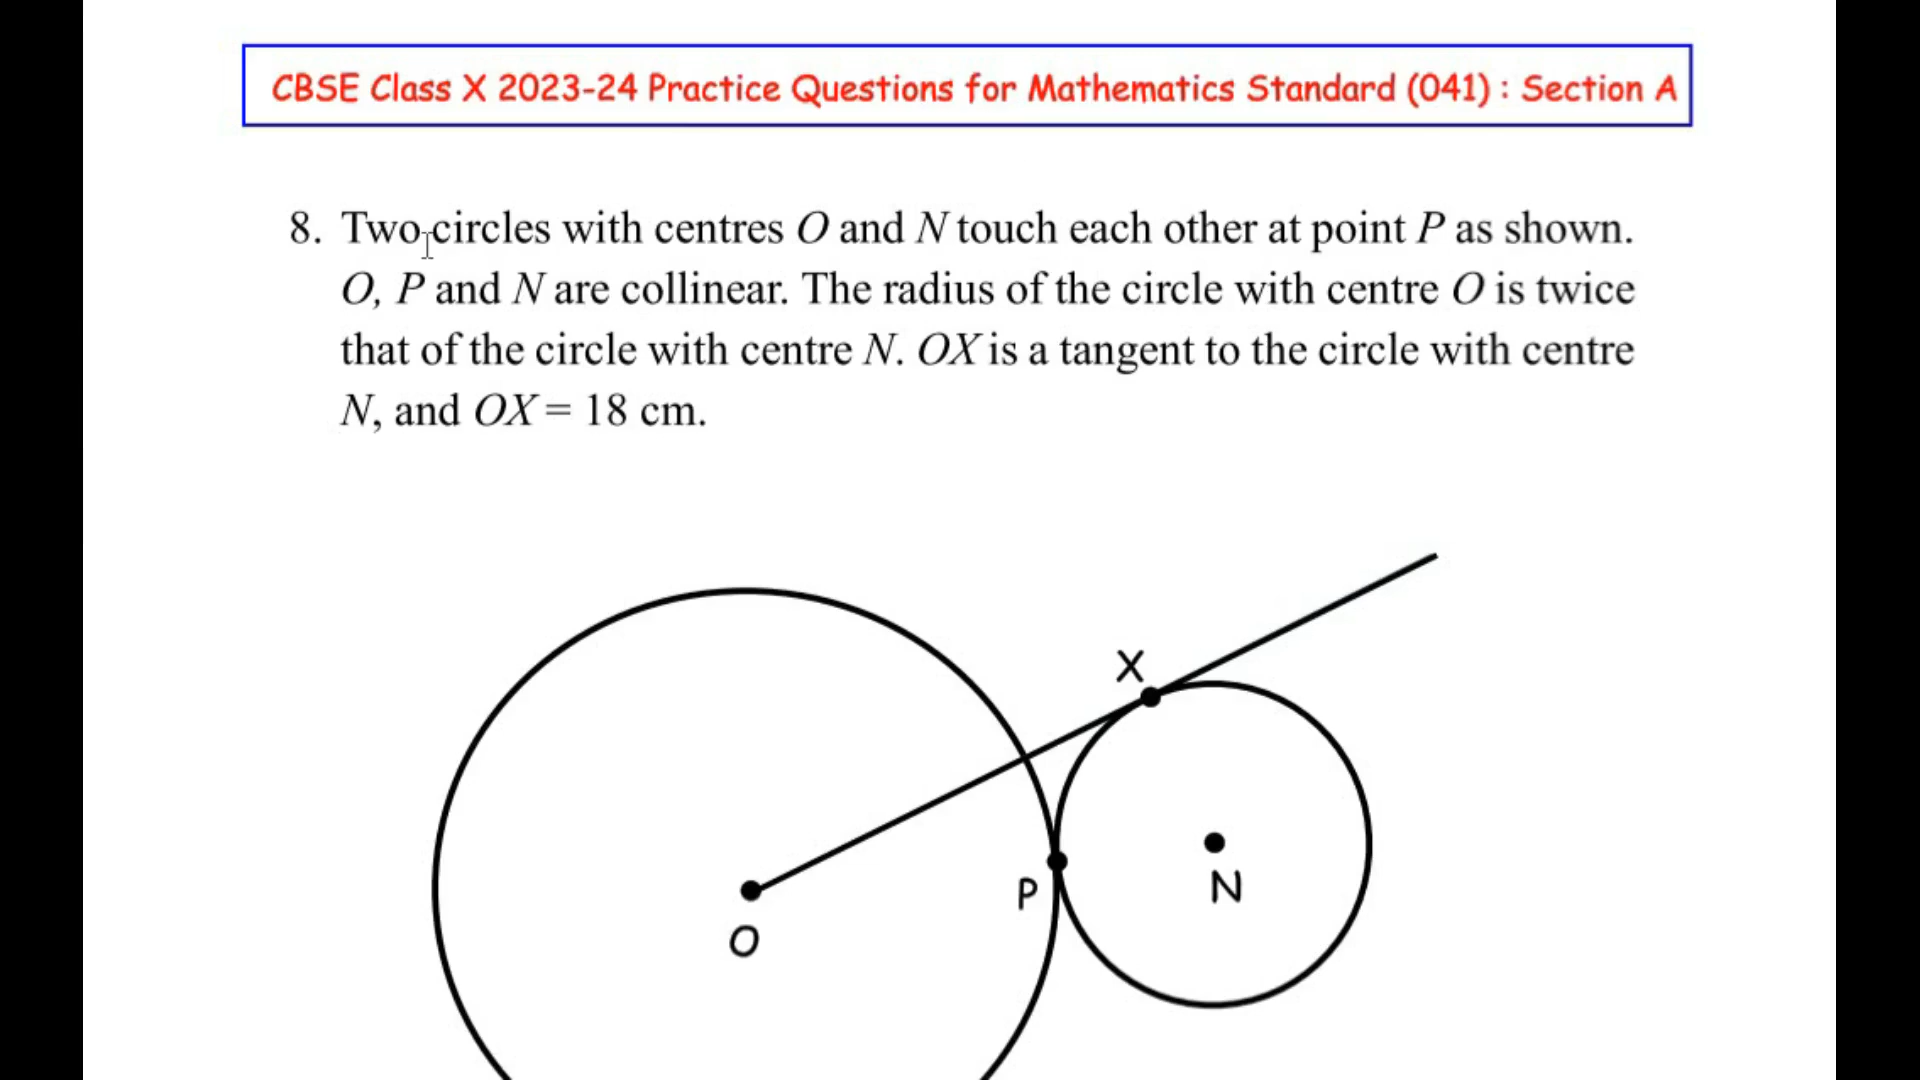 CBSE Class X 2023-24 Practice Questions for Mathematics Standard (041) : Section A
8. Two circles with centres O and N touch each other at point P as shown.
O, P and N are collinear. The radius of the circle with centre O is twice
that of the circle with centre N. OX is a tangent to the circle with centre
N, and OX = 18 cm.
X
P
N
O